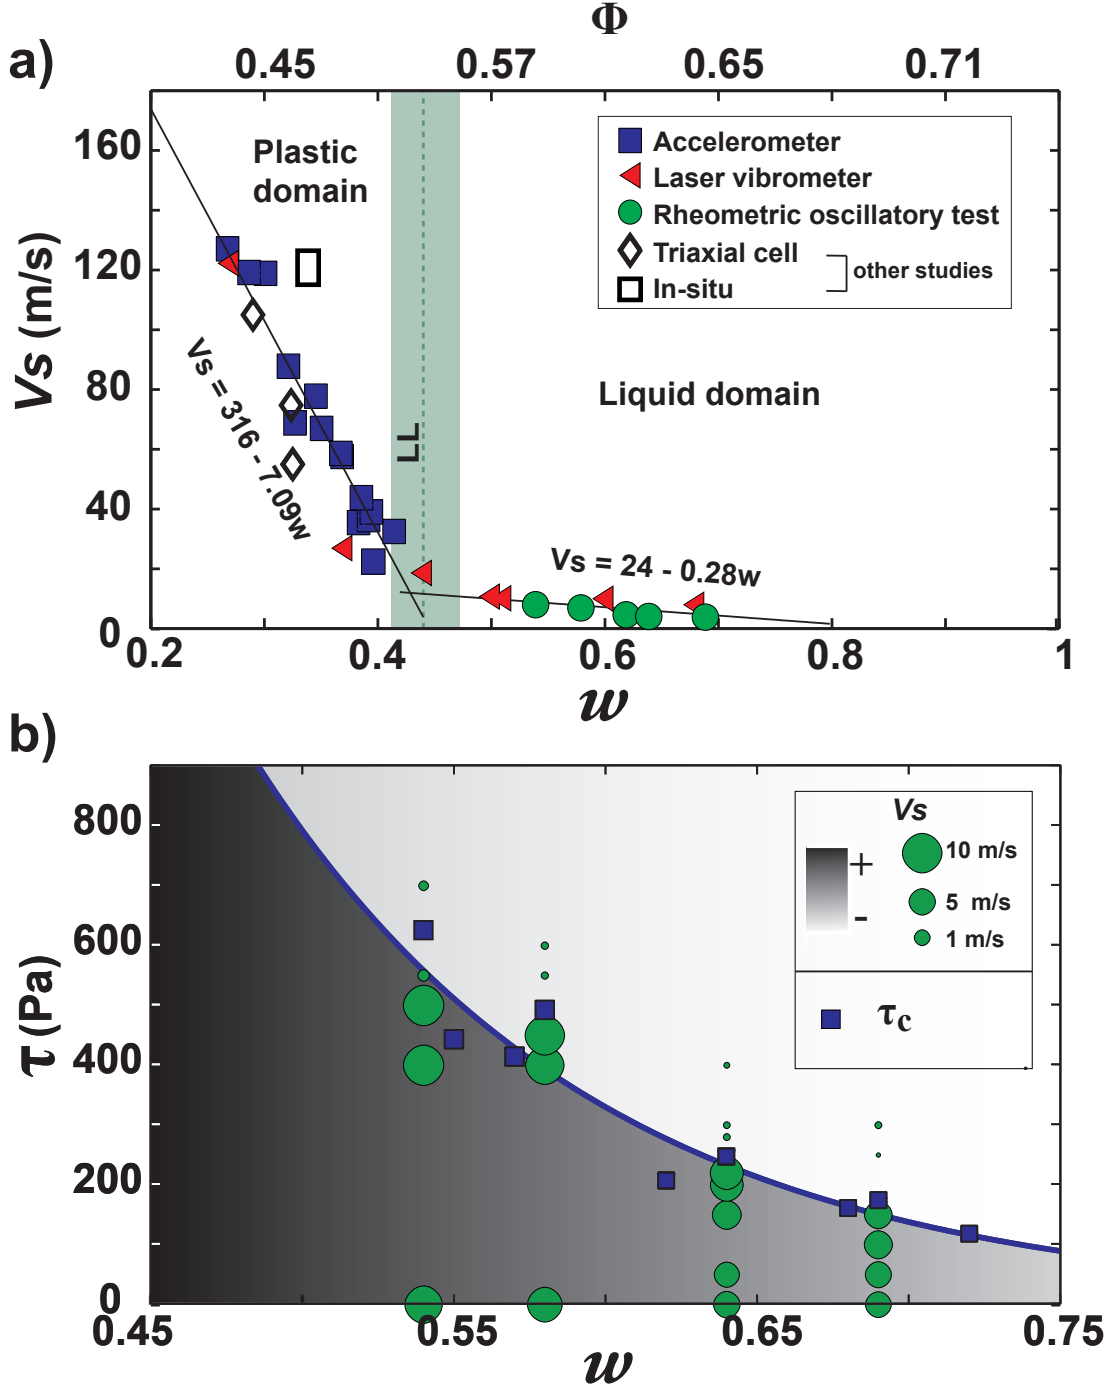 Φ
a)
0.45 0.57 0.65 0.71
160
120
80
40
0
Vs (m/s)
Plastic
domain
Accelerometer
Laser vibrometer
Rheometric oscillatory test
Triaxial cell
In-situ
other studies
Liquid domain
LL
Vs = 316 - 7.09w
Vs = 24 - 0.28w
0.2 0.4 0.6 0.8 1
w
b)
800
600
400
200
0
τ (Pa)
Vs
+
-
10 m/s
5 m/s
1 m/s
τc
0.45 0.55 0.65 0.75
w